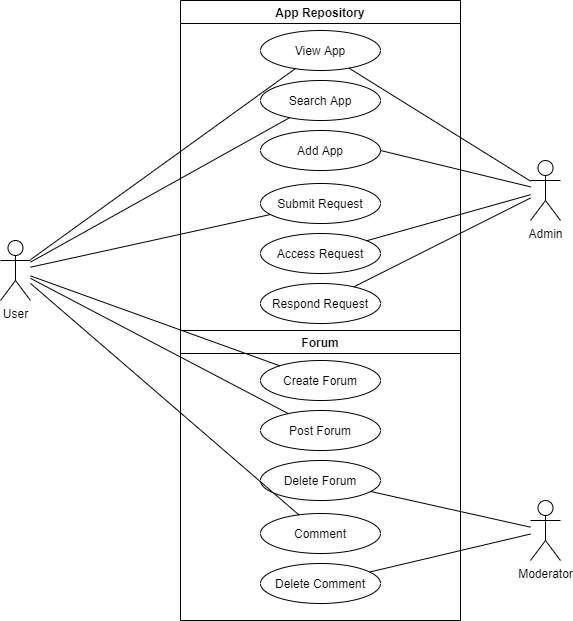 App Repository
View App
Search App
Add App
Submit Request
Access Request
Respond Request
Admin
User
Forum
Create Forum
Post Forum
Delete Forum
Comment
Delete Comment
Moderator